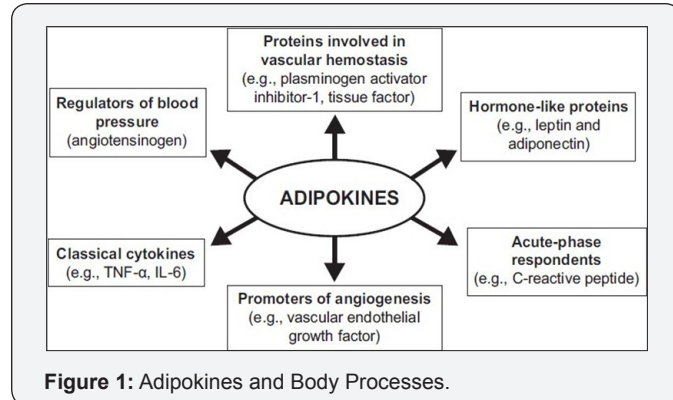 Proteins involved in
vascular hemostasis
(e.g., plasminogen activator
inhibitor-1, tissue factor)
Regulators of blood
pressure
(angiotensinogen)
Hormone-like proteins
(e.g., leptin and
adiponectin)
ADIPOKINES
Classical cytokines
(e.g., TNF-α, IL-6)
Acute-phase
respondents
(e.g., C-reactive peptide)
Promoters of angiogenesis
(e.g., vascular endothelial
growth factor)
Figure 1: Adipokines and Body Processes.